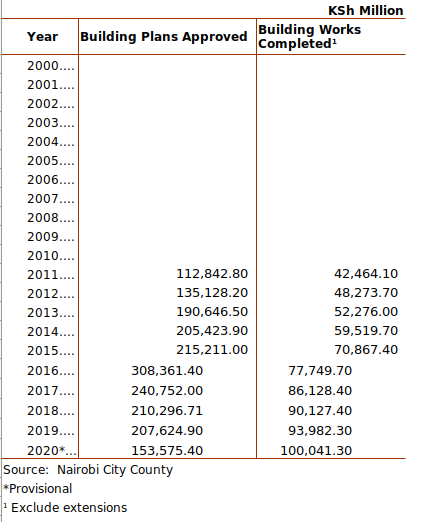 KSh Million
Year Building Plans Approved Building Works Completed¹
2000....
2001....
2002....
2003....
2004....
2005....
2006....
2007....
2008....
2009....
2010....
2011.... 112,842.80 42,464.10
2012.... 135,128.20 48,273.70
2013.... 190,646.50 52,276.00
2014.... 205,423.90 59,519.70
2015.... 215,211.00 70,867.40
2016.... 308,361.40 77,749.70
2017.... 240,752.00 86,128.40
2018.... 210,296.71 90,127.40
2019.... 207,624.90 93,982.30
2020*... 153,575.40 100,041.30
Source: Nairobi City County
*Provisional
¹ Exclude extensions